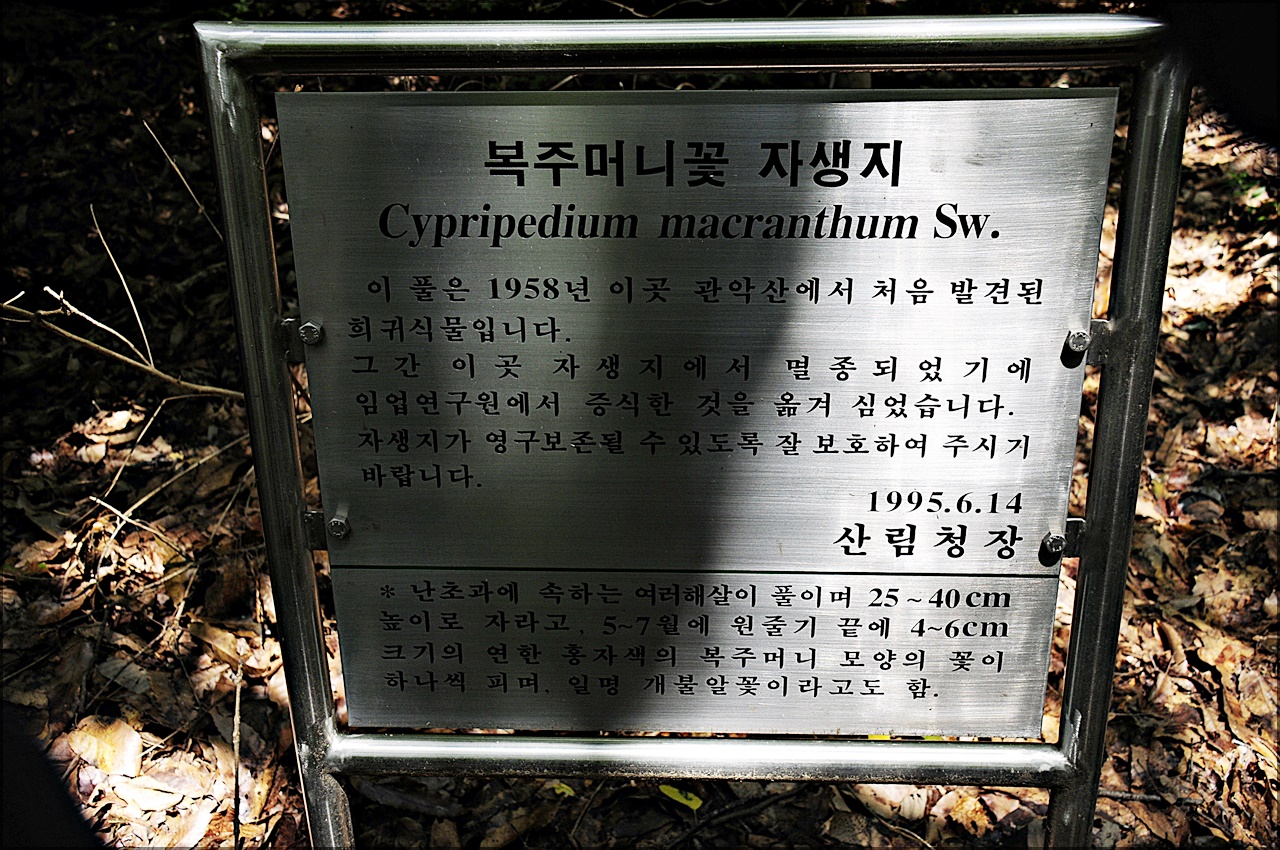 복주머니꽃 자생지
Cypripedium macranthum Sw.
이 풀은 1958년 이곳 관악산에서 처음 발견된
희귀식물입니다.
그간 이곳 자생지에서 멸종되었기에
임업연구원에서 증식한 것을 옮겨 심었습니다.
자생지가 영구보존될 수 있도록 잘 보호하여 주시기
바랍니다.
1995.6.14
산림청장
* 난초과에 속하는 여러해살이 풀이며 25~40cm
높이로 자라고, 5~7월에 원줄기 끝에 4~6cm
크기의 연한 홍자색의 복주머니 모양의 꽃이
하나씩 피며, 일명 개불알꽃이라고도 함.